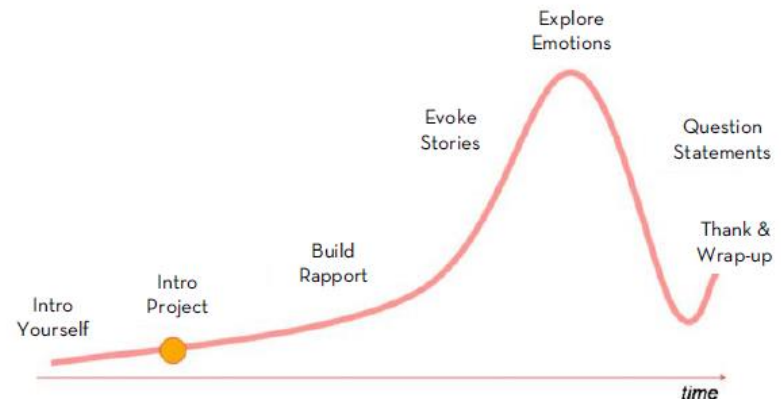 Intro
Yourself
Intro
Project
Build
Rapport
Evoke
Stories
Explore
Emotions
Question
Statements
Thank &
Wrap-up
time